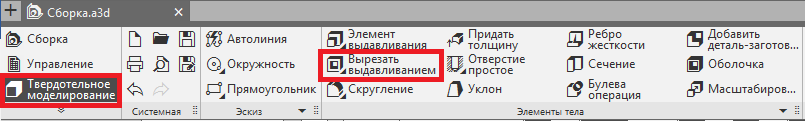 Сборка.a3d
Сборка
Автолиния
Элемент выдавливания
Придать толщину
Ребро жесткости
Добавить деталь-заготов...
Управление
Окружность
Вырезать выдавливанием
Отверстие простое
Сечение
Оболочка
Твердотельное моделирование
Прямоугольник
Скругление
Уклон
Булева операция
Масштабиров...
Системная
Эскиз
Элементы тела